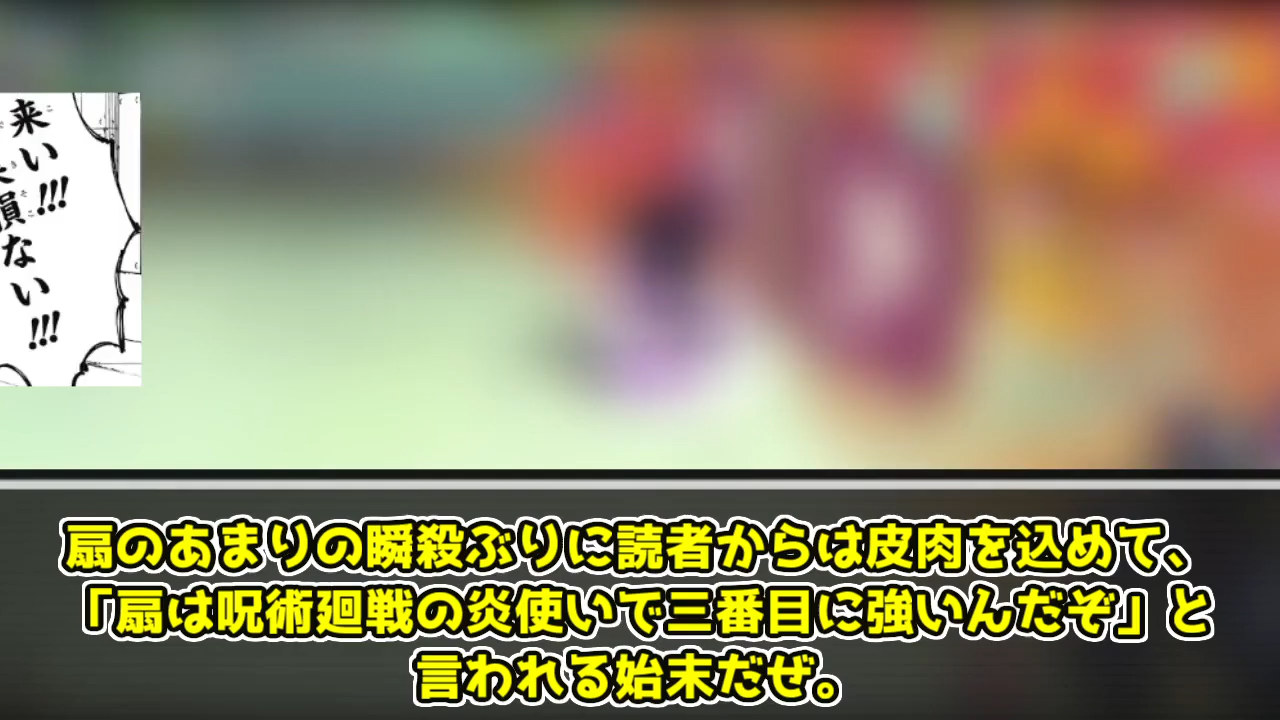 来い!!!
損ない!!!
扇のあまりの瞬殺ぶりに読者からは皮肉を込めて、
「扇は呪術廻戦の炎使いで三番目に強いんだぞ」と
言われる始末だぜ。